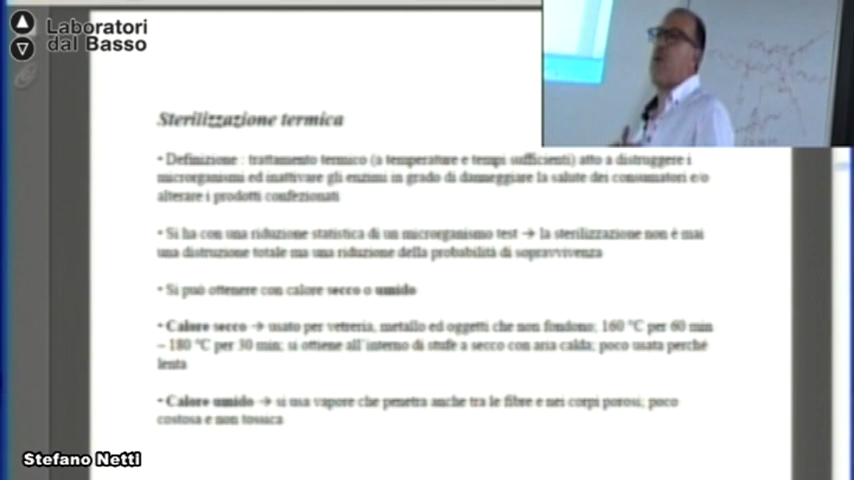 Laboratori
dal Basso
Sterilizzazione termica
• Definizione : trattamento termico (a temperature e tempi sufficienti) atto a distruggere i
microrganismi ed inattivare gli enzimi in grado di danneggiare la salute dei consumatori e/o
alterare i prodotti confezionati
• Si ha con una riduzione statistica di un microrganismo test → la sterilizzazione non è mai
una distruzione totale ma una riduzione della probabilità di sopravvivenza
• Si può ottenere con calore secco o umido
• Calore secco → usato per vetreria, metallo ed oggetti che non fondono; 160 °C per 60 min
– 180 °C per 30 min; si ottiene all'interno di stufe a secco con aria calda; poco usata perché
lenta
• Calore umido → si usa vapore che penetra anche tra le fibre e nei corpi porosi; poco
costosa e non tossica
Stefano Netti